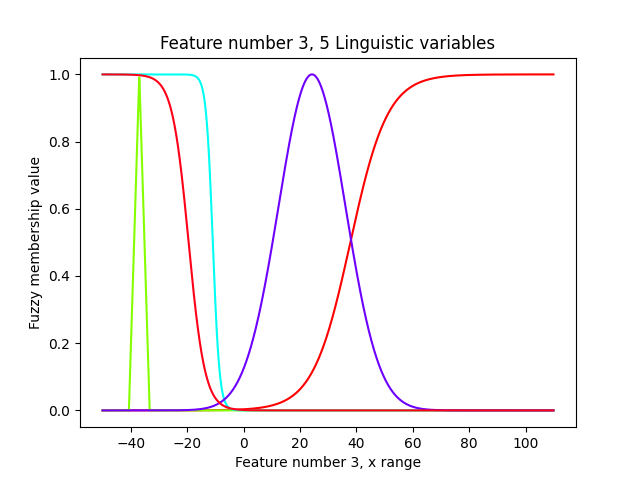 Feature number 3, 5 Linguistic variables
1.0
0.8
0.6
0.4
0.2
0.0
Fuzzy membership value
−40 −20 0 20 40 60 80 100
Feature number 3, x range